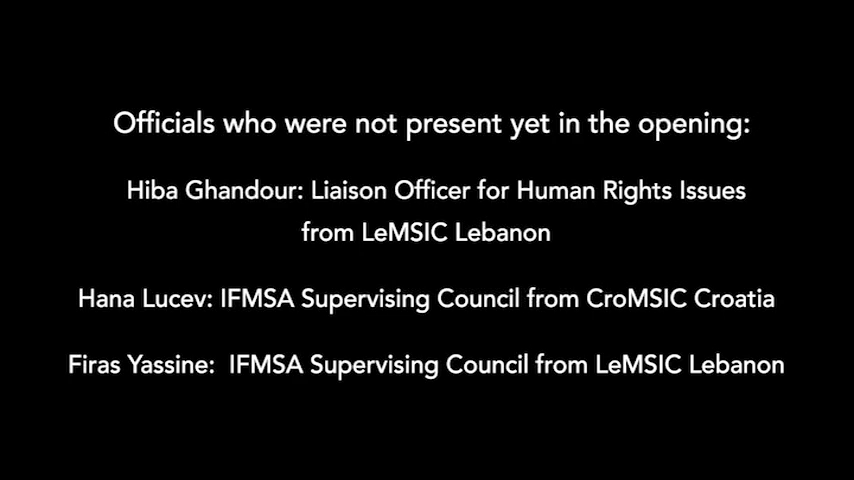 Officials who were not present yet in the opening:
Hiba Ghandour: Liaison Officer for Human Rights Issues
from LeMSIC Lebanon
Hana Lucev: IFMSA Supervising Council from CroMSIC Croatia
Firas Yassine: IFMSA Supervising Council from LeMSIC Lebanon